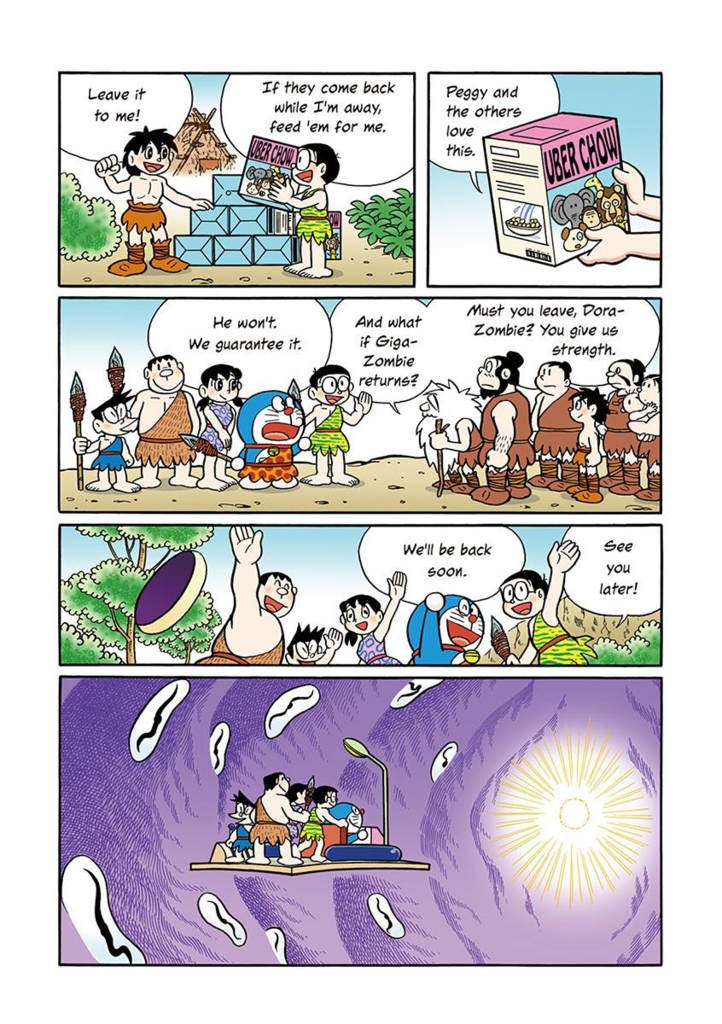 Leave it
to me!
If they come back
while I'm away,
feed 'em for me.
UBER CHOW
Peggy and
the others
love
this.
UBER CHOW
He won't.
We guarantee it.
And what
if Giga-
Zombie
returns?
Must you leave, Dora-
Zombie? You give us
strength.
We'll be back
soon.
See
you
later!